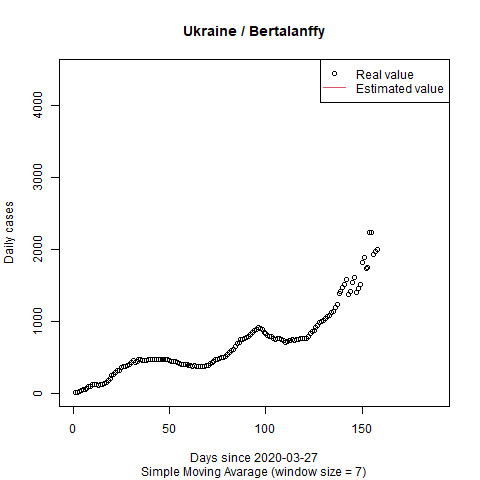 Ukraine / Bertalanffy
Real value
Estimated value
Daily cases
4000
3000
2000
1000
0
0 50 100 150
Days since 2020-03-27
Simple Moving Avarage (window size = 7)